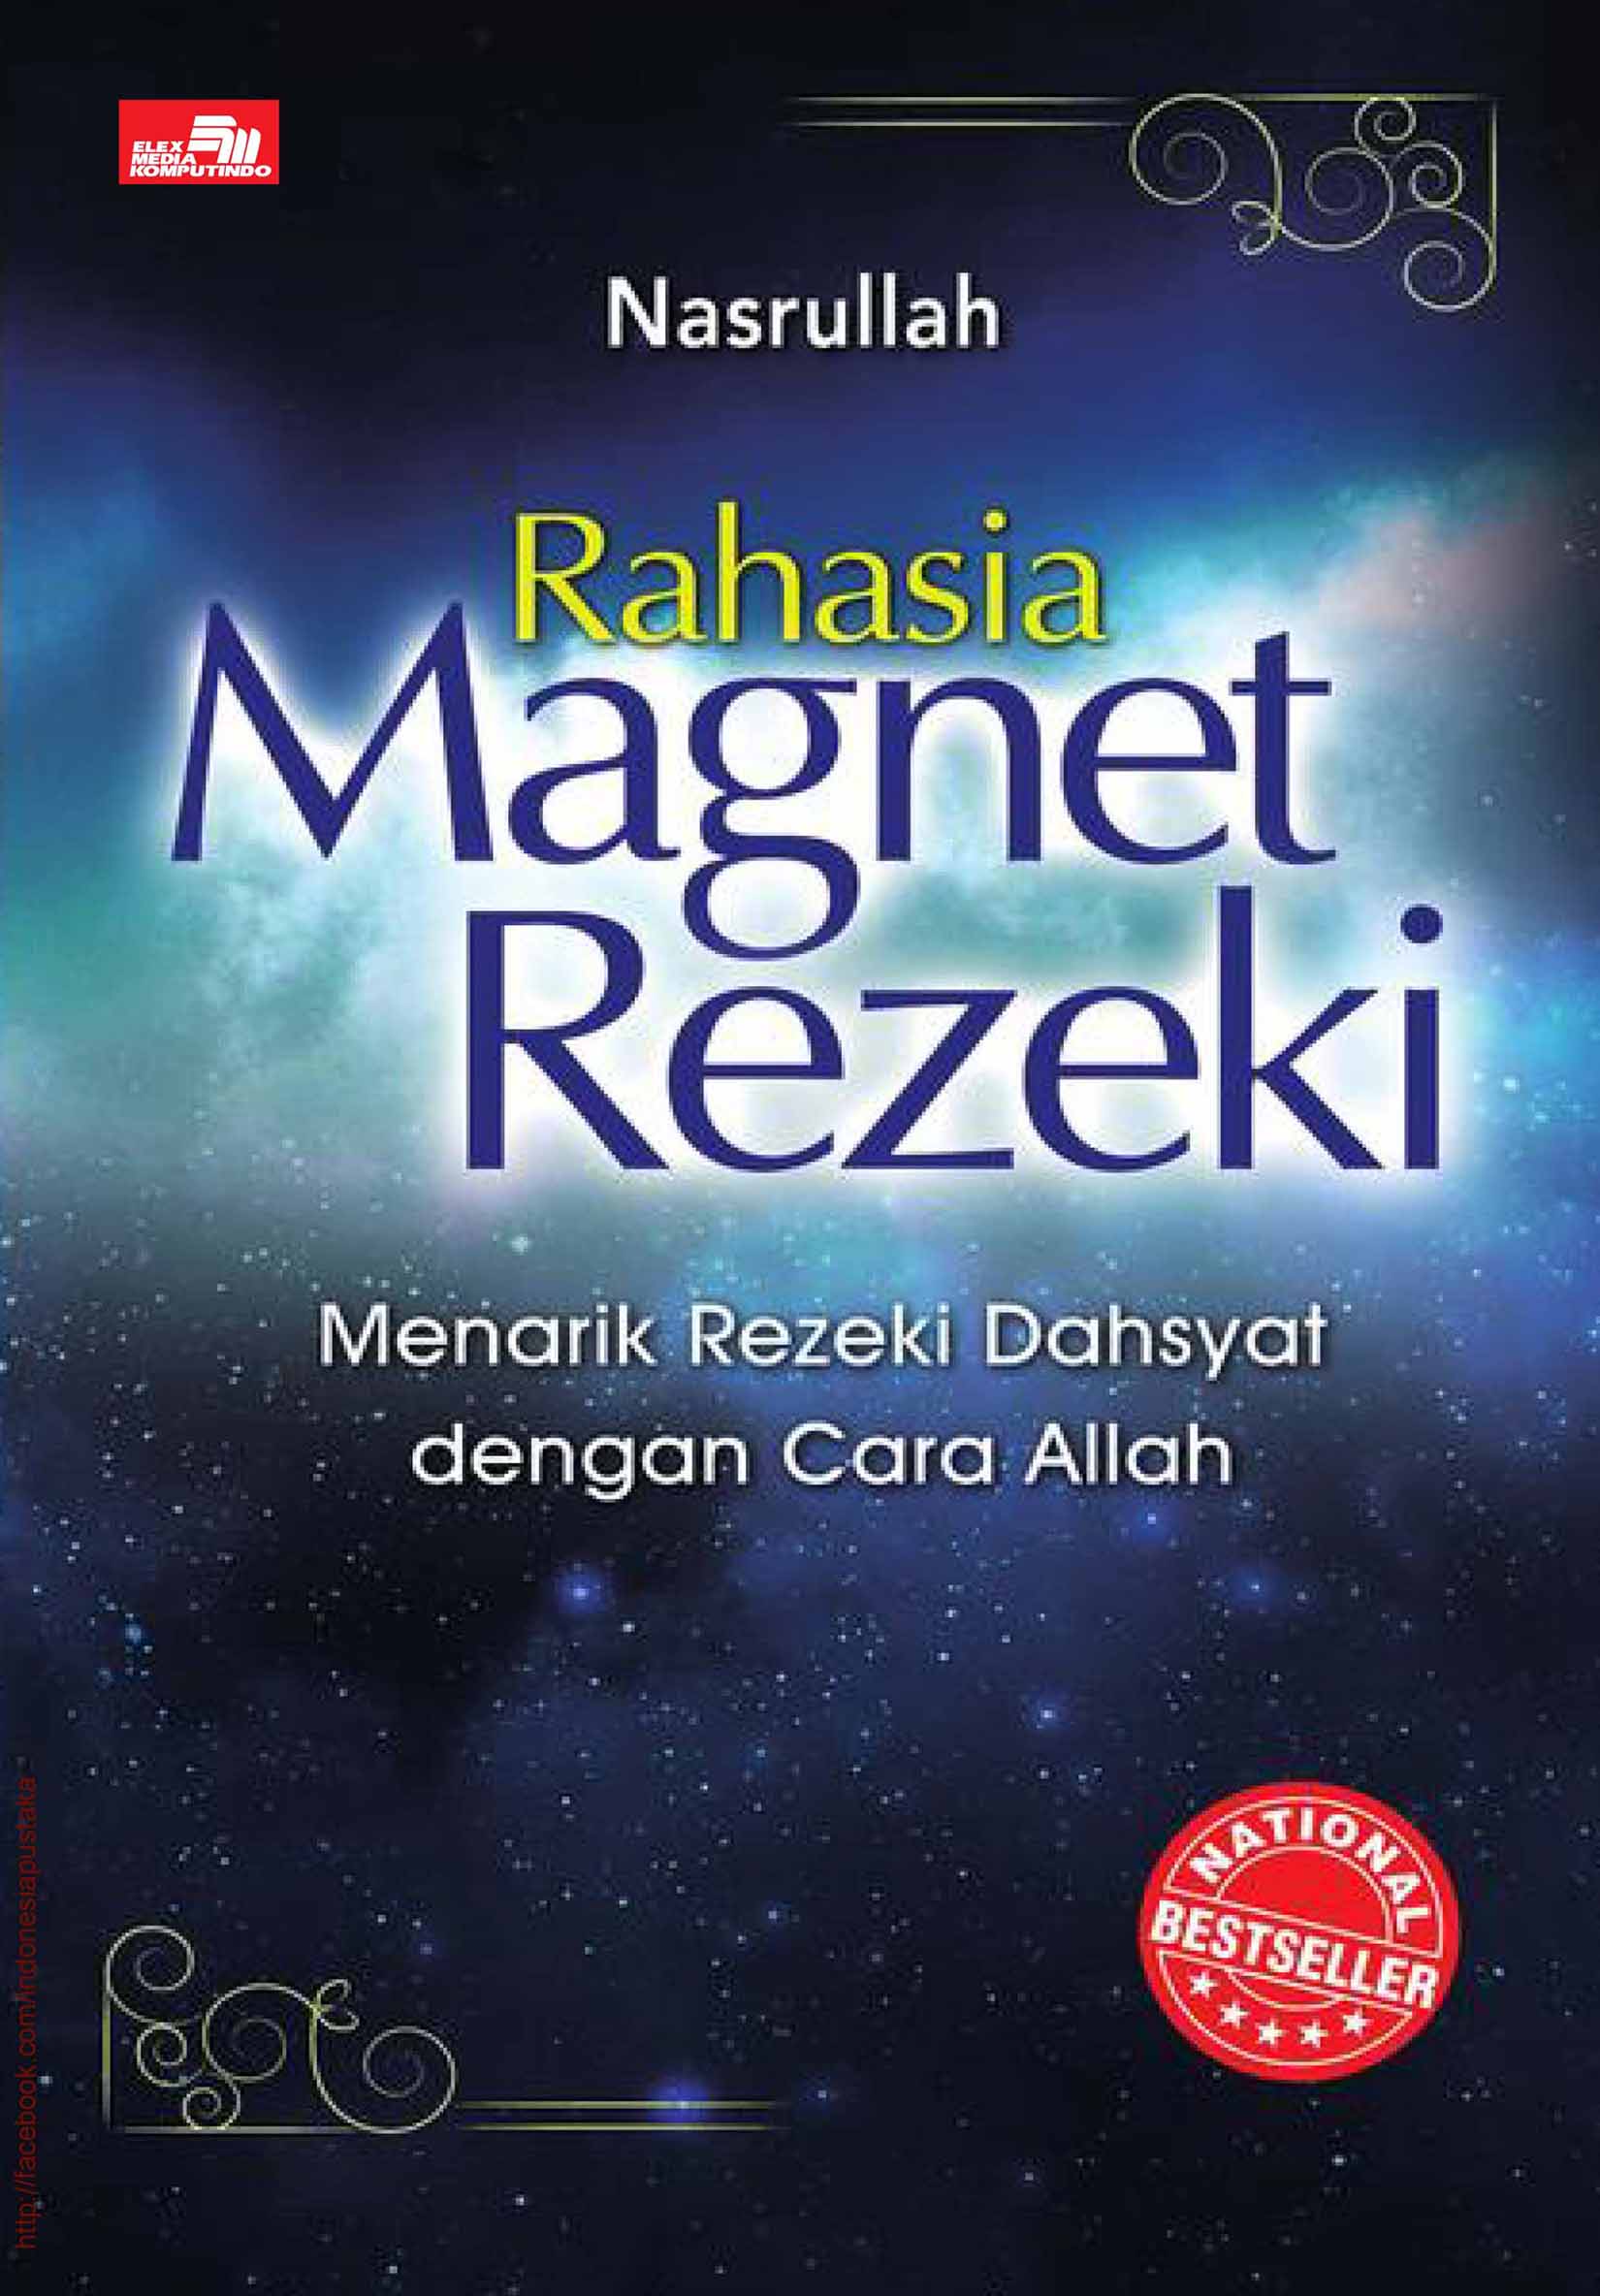 ELEX
MEDIA
KOMPUTINDO
Nasrullah
Rahasia
Magnet
Rezeki
Menarik Rezeki Dahsyat
dengan Cara Allah
NATIONAL
BESTSELLER
http://facebook.com/indonesiapustaka